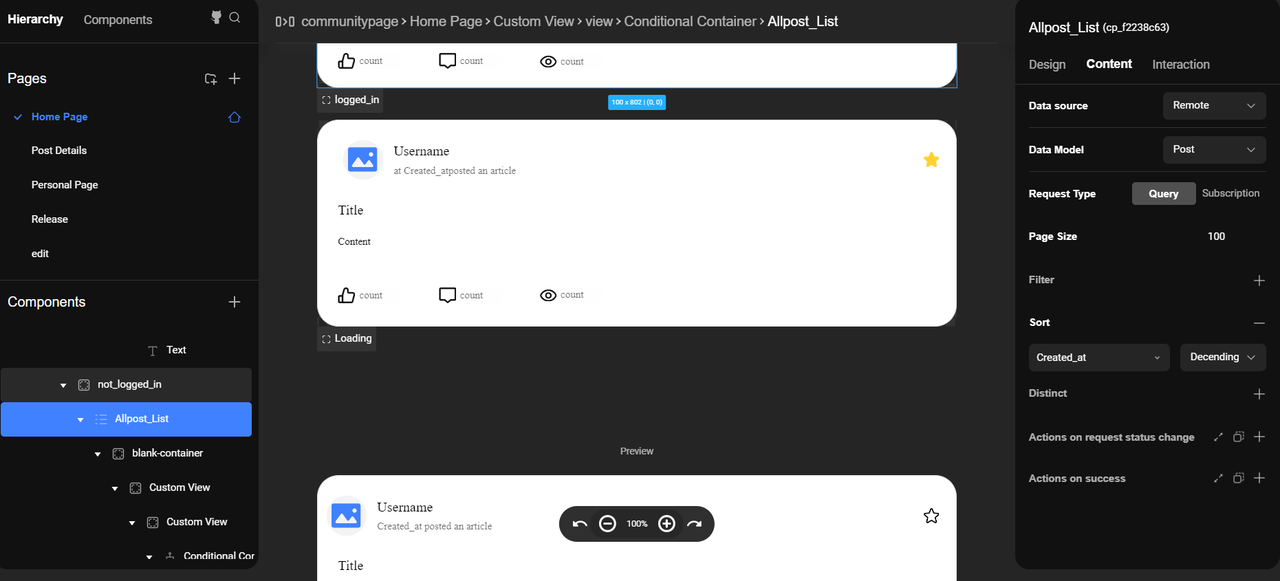 Hierarchy
Components
Pages
Home Page
Post Details
Personal Page
Release
edit
Components
Text
not_logged_in
Allpost_List
blank-container
Custom View
Custom View
Conditional Cor
communitypage › Home Page › Custom View › view › Conditional Container › Allpost_List
count
count
count
logged_in
100 x 802 | (0, 0)
Username
at Created_atposted an article
Title
Content
count
count
count
Loading
Preview
Username
Created_at posted an article
100%
Title
Allpost_List (cp_f2238c63)
Design
Content
Interaction
Data source
Remote
Data Model
Post
Request Type
Query
Subscription
Page Size
100
Filter
Sort
Created_at
Decending
Distinct
Actions on request status change
Actions on success